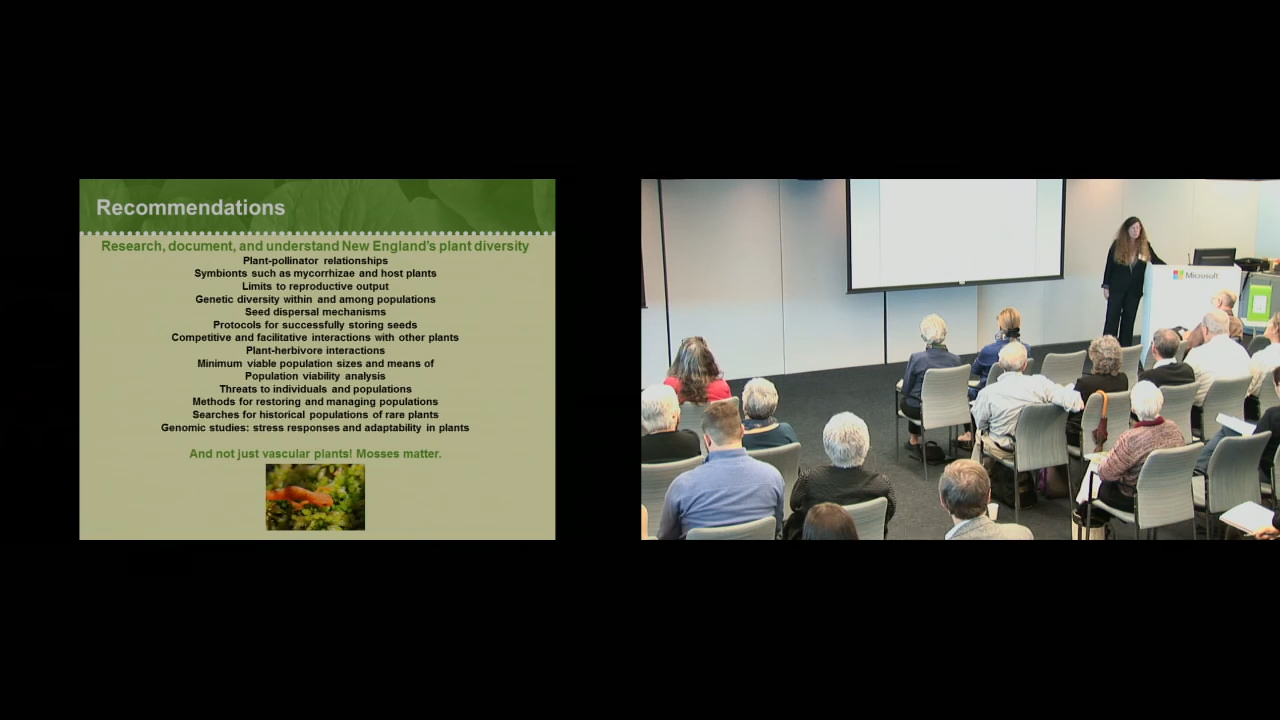 Recommendations
Research, document, and understand New England's plant diversity
Plant-pollinator relationships
Symbionts such as mycorrhizae and host plants
Limits to reproductive output
Genetic diversity within and among populations
Seed dispersal mechanisms
Protocols for successfully storing seeds
Competitive and facilitative interactions with other plants
Plant-herbivore interactions
Minimum viable population sizes and means of
Population viability analysis
Threats to individuals and populations
Methods for restoring and managing populations
Searches for historical populations of rare plants
Genomic studies: stress responses and adaptability in plants
And not just vascular plants! Mosses matter.
Microsoft